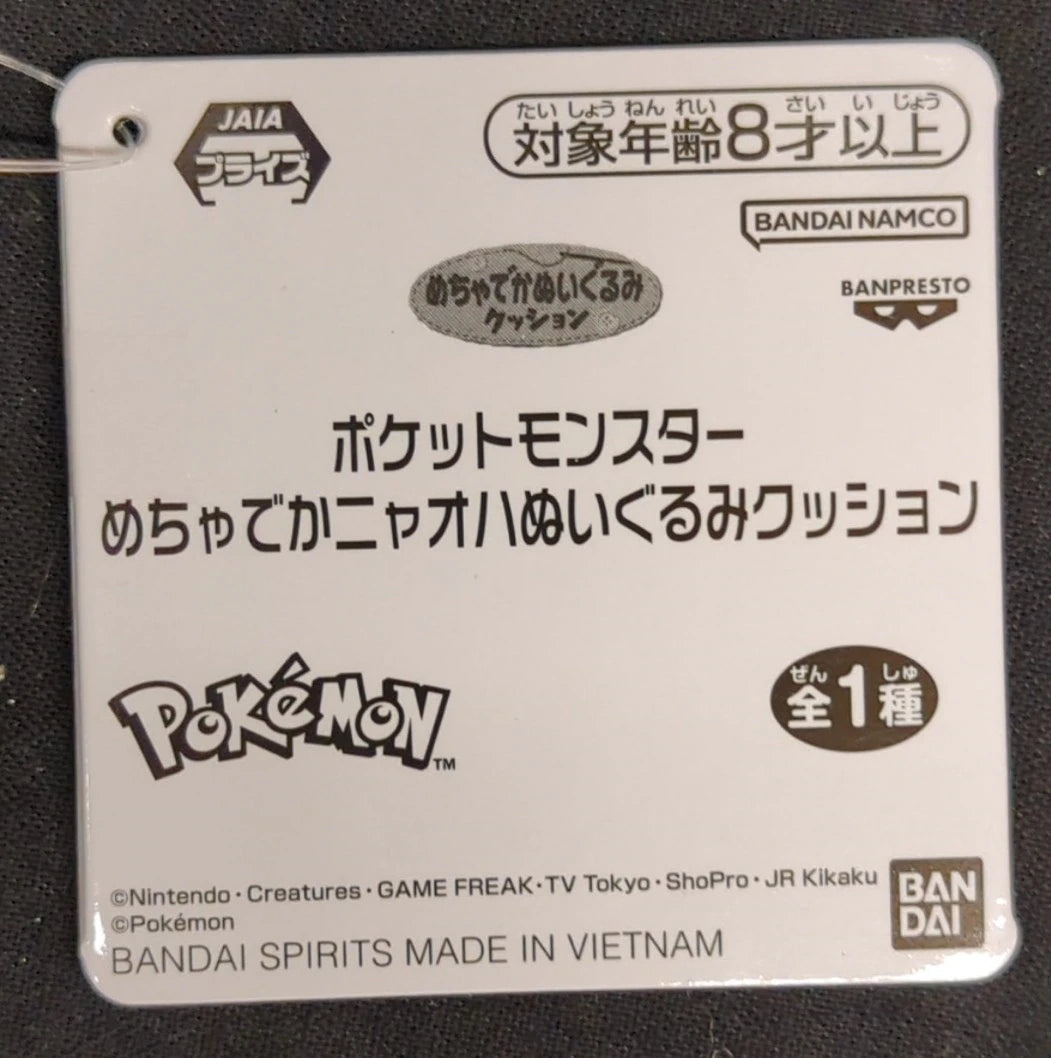 JAIA
プライズ
たいしょうねんれい さいいじょう
対象年齢8才以上
BANDAI NAMCO
BANPRESTO
めちゃでかぬいぐるみ
クッション
ポケットモンスター
めちゃでかニャオハぬいぐるみクッション
POKéMON™
ぜん しゅ
全1種
©Nintendo・Creatures・GAME FREAK・TV Tokyo・ShoPro・JR Kikaku
©Pokémon
BANDAI SPIRITS MADE IN VIETNAM
BAN
DAI